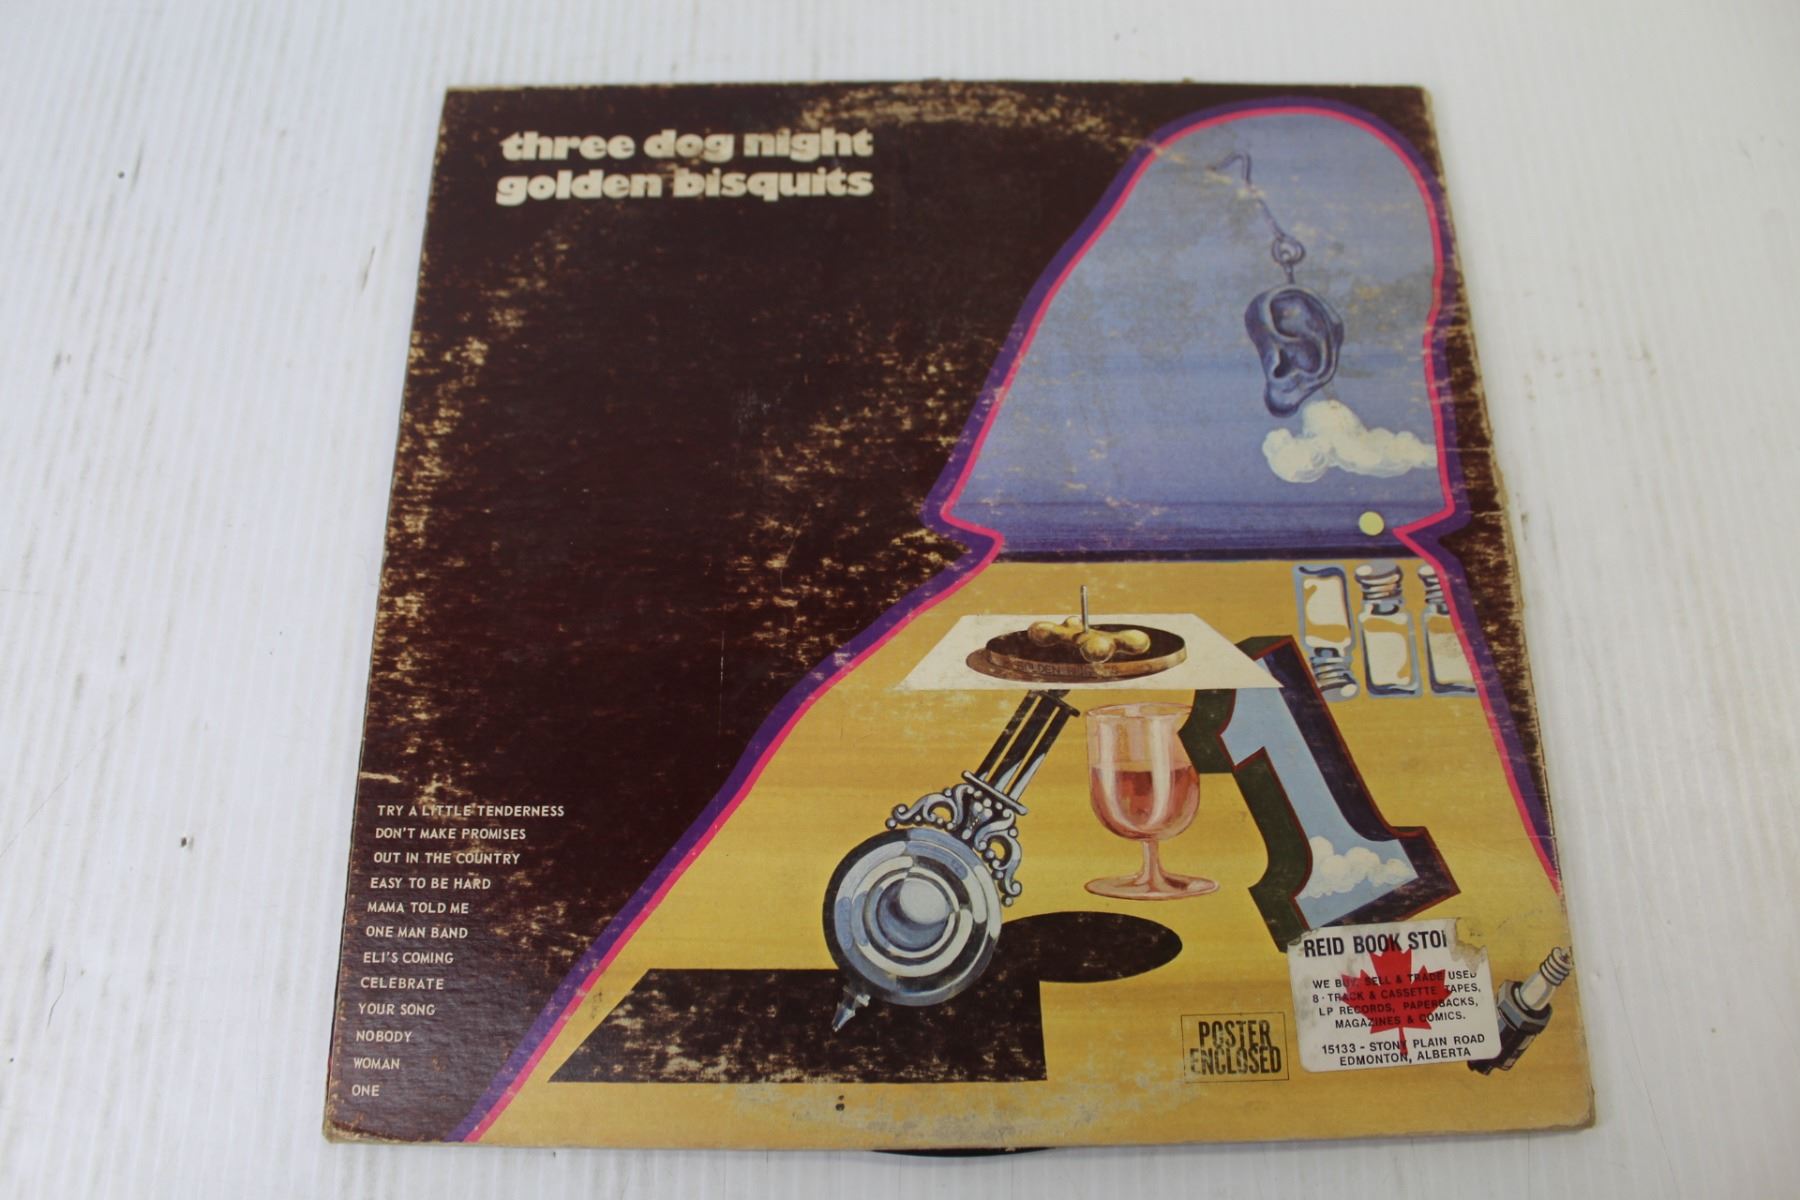 three dog night
golden bisquits
TRY A LITTLE TENDERNESS
DON'T MAKE PROMISES
OUT IN THE COUNTRY
EASY TO BE HARD
MAMA TOLD ME
ONE MAN BAND
ELI'S COMING
CELEBRATE
YOUR SONG
NOBODY
WOMAN
ONE
GOLDEN
1
POSTER
ENCLOSED
REID BOOK STOR
WE BUY, SELL & TRADE USED
8-TRACK & CASSETTE TAPES,
LP RECORDS, PAPERBACKS,
MAGAZINES & COMICS.
15133 - STONY PLAIN ROAD
EDMONTON, ALBERTA